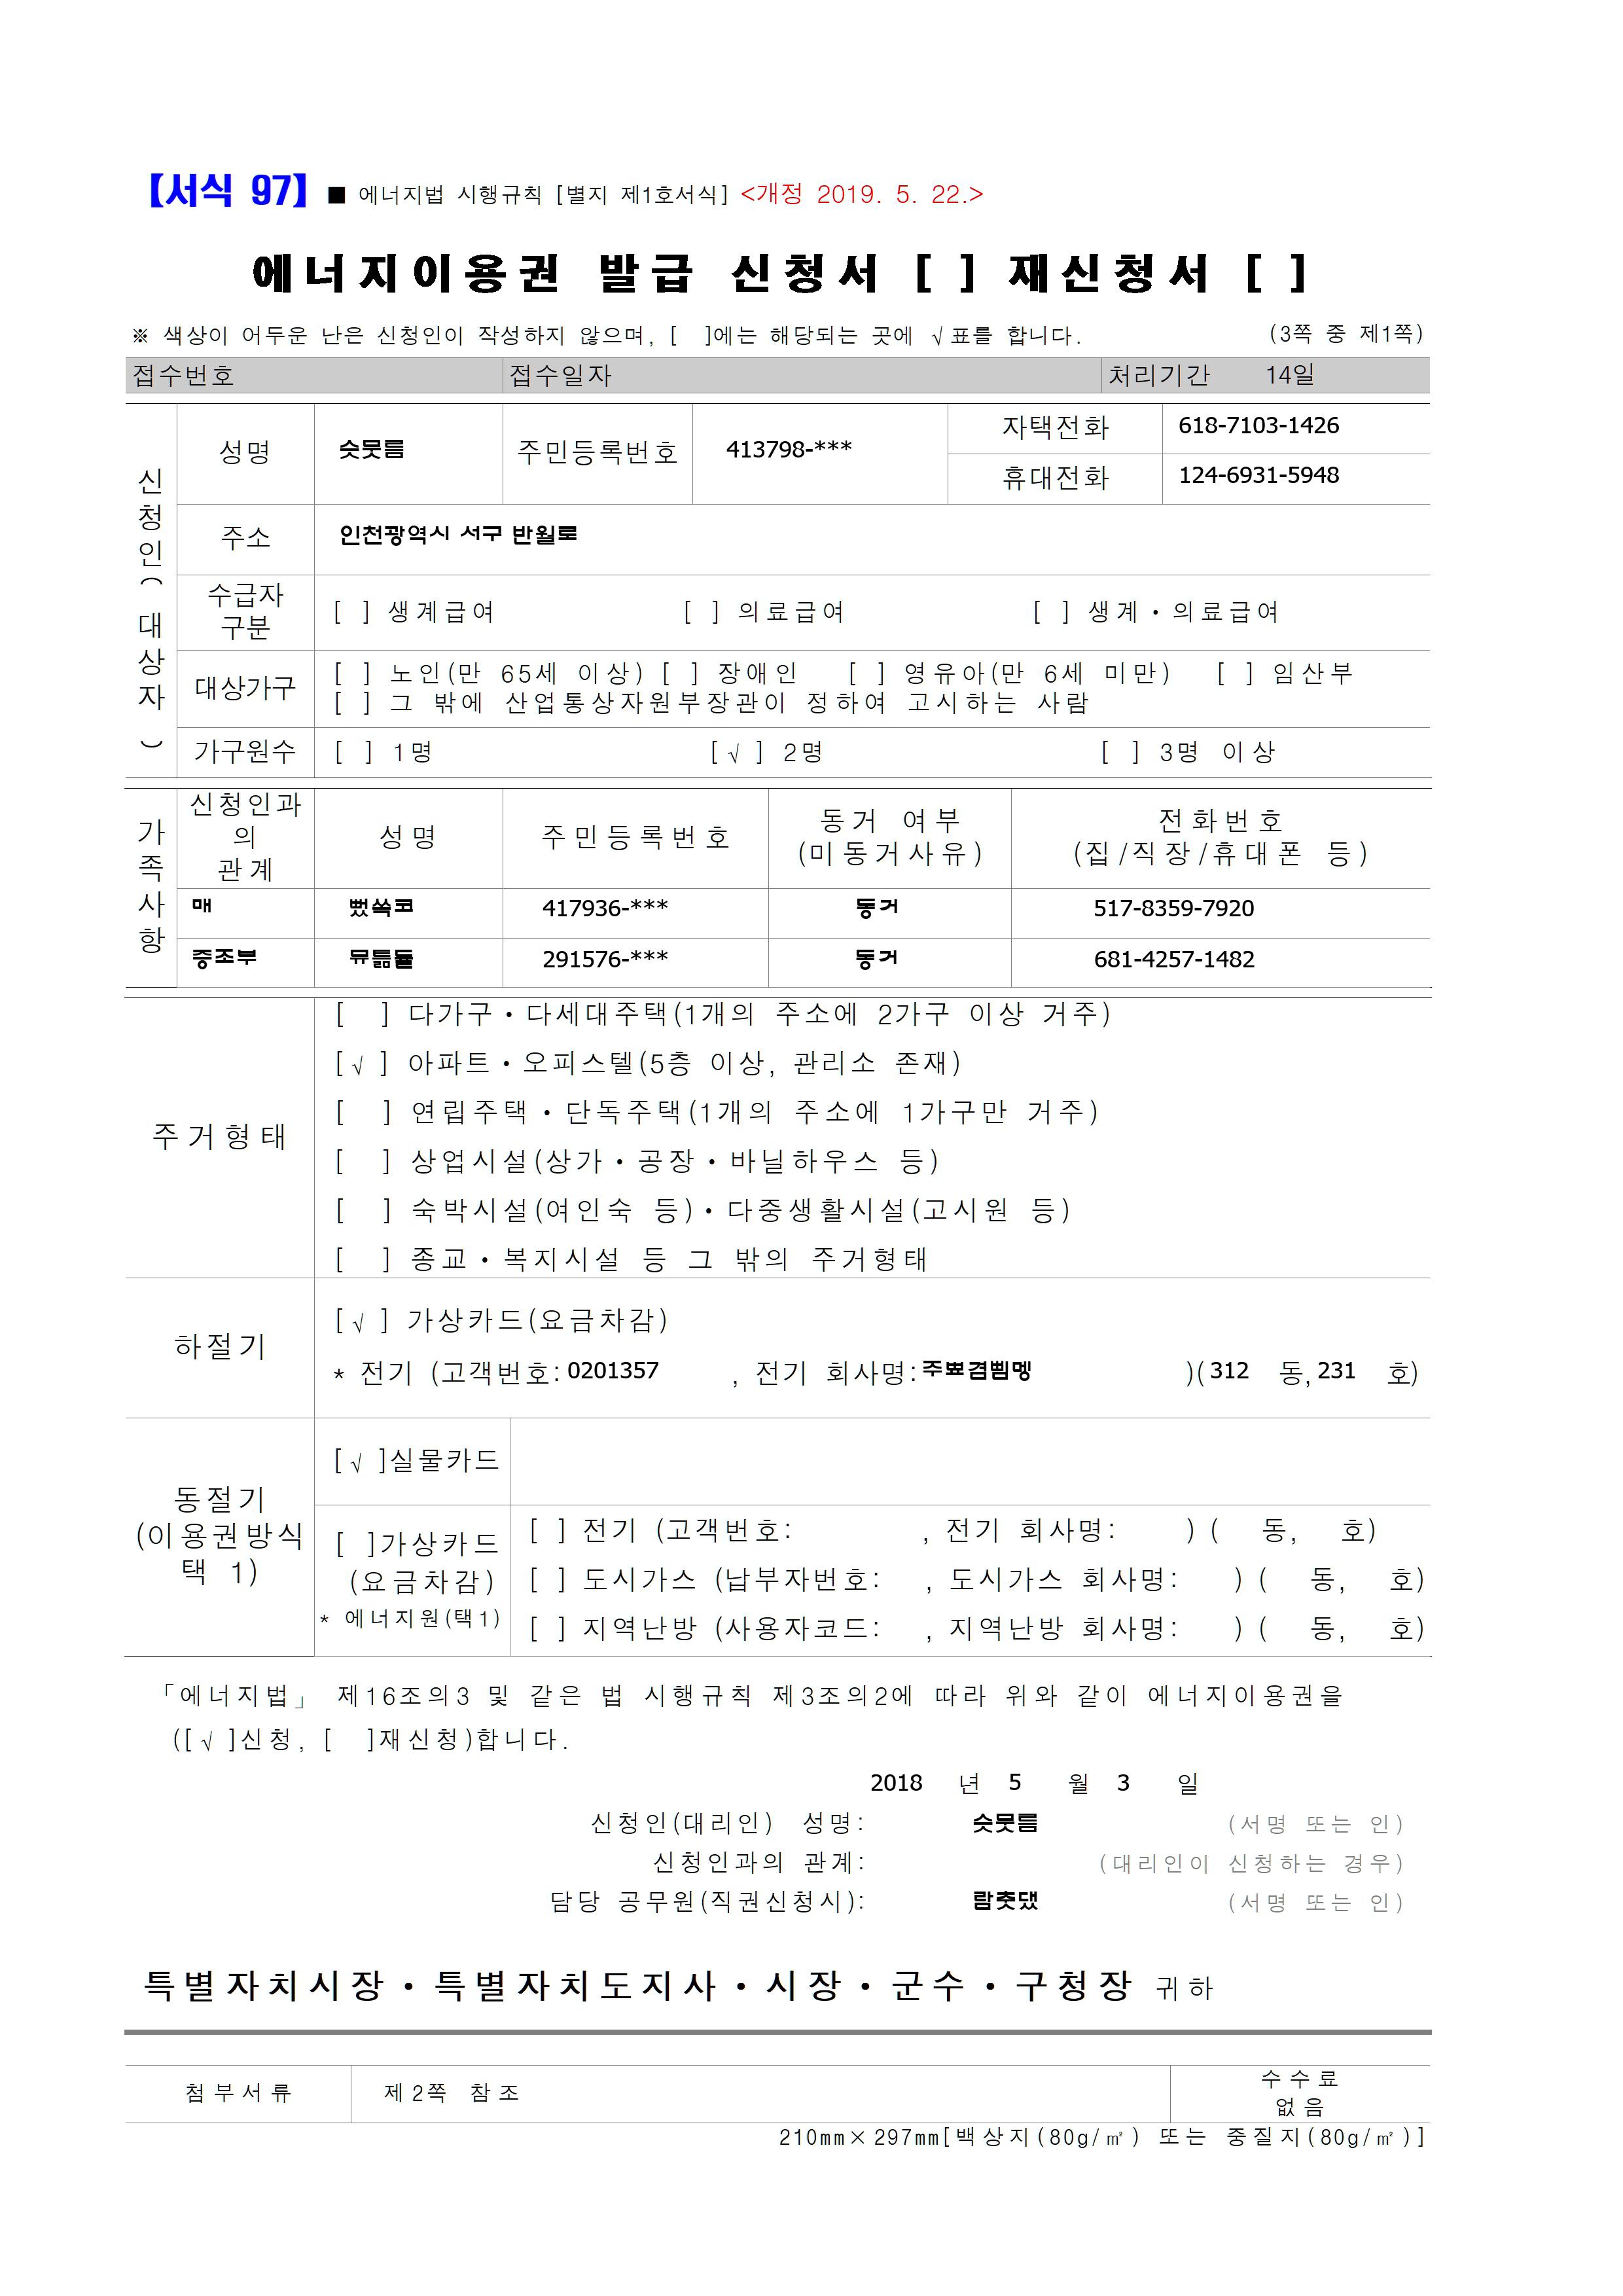 【서식 97】 ■ 에너지법 시행규칙 [별지 제1호서식] <개정 2019. 5. 22.>
에너지이용권 발급 신청서 [ ] 재신청서 [ ]
※ 색상이 어두운 난은 신청인이 작성하지 않으며, [ ]에는 해당되는 곳에 √표를 합니다. (3쪽 중 제1쪽)
접수번호 접수일자 처리기간 14일
신청인(대상자)
성명 슷뭇름 주민등록번호 413798-***
자택전화 618-7103-1426
휴대전화 124-6931-5948
주소 인천광역시 서구 반월로
수급자
구분
[ ] 생계급여 [ ] 의료급여 [ ] 생계・의료급여
대상가구
[ ] 노인(만 65세 이상) [ ] 장애인 [ ] 영유아(만 6세 미만) [ ] 임산부
[ ] 그 밖에 산업통상자원부장관이 정하여 고시하는 사람
가구원수 [ ] 1명 [√ ] 2명 [ ] 3명 이상
가족사항
신청인과
의
관계
성명 주민등록번호
동거 여부
(미동거사유)
전화번호
(집/직장/휴대폰 등)
매 417936-*** 동거 517-8359-7920
증조부 291576-*** 동거 681-4257-1482
주거형태
[ ] 다가구・다세대주택(1개의 주소에 2가구 이상 거주)
[√ ] 아파트・오피스텔(5층 이상, 관리소 존재)
[ ] 연립주택・단독주택(1개의 주소에 1가구만 거주)
[ ] 상업시설(상가・공장・바닐하우스 등)
[ ] 숙박시설(여인숙 등)・다중생활시설(고시원 등)
[ ] 종교・복지시설 등 그 밖의 주거형태
하절기
[√ ] 가상카드(요금차감)
* 전기 (고객번호: 0201357 , 전기 회사명: )( 312 동, 231 호)
동절기
(이용권방식
택 1)
[√ ]실물카드
[ ]가상카드
(요금차감)
* 에너지원(택1)
[ ] 전기 (고객번호: , 전기 회사명: ) ( 동, 호)
[ ] 도시가스 (납부자번호: , 도시가스 회사명: ) ( 동, 호)
[ ] 지역난방 (사용자코드: , 지역난방 회사명: ) ( 동, 호)
「에너지법」 제16조의3 및 같은 법 시행규칙 제3조의2에 따라 위와 같이 에너지이용권을
([√ ]신청, [ ]재신청)합니다.
2018 년 5 월 3 일
신청인(대리인) 성명: 슷뭇름 (서명 또는 인)
신청인과의 관계: (대리인이 신청하는 경우)
담당 공무원(직권신청시): 람춧댔 (서명 또는 인)
특별자치시장・특별자치도지사・시장・군수・구청장 귀하
첨부서류 제2쪽 참조
수수료
없음
210mm×297mm[백상지(80g/㎡) 또는 중질지(80g/㎡)]